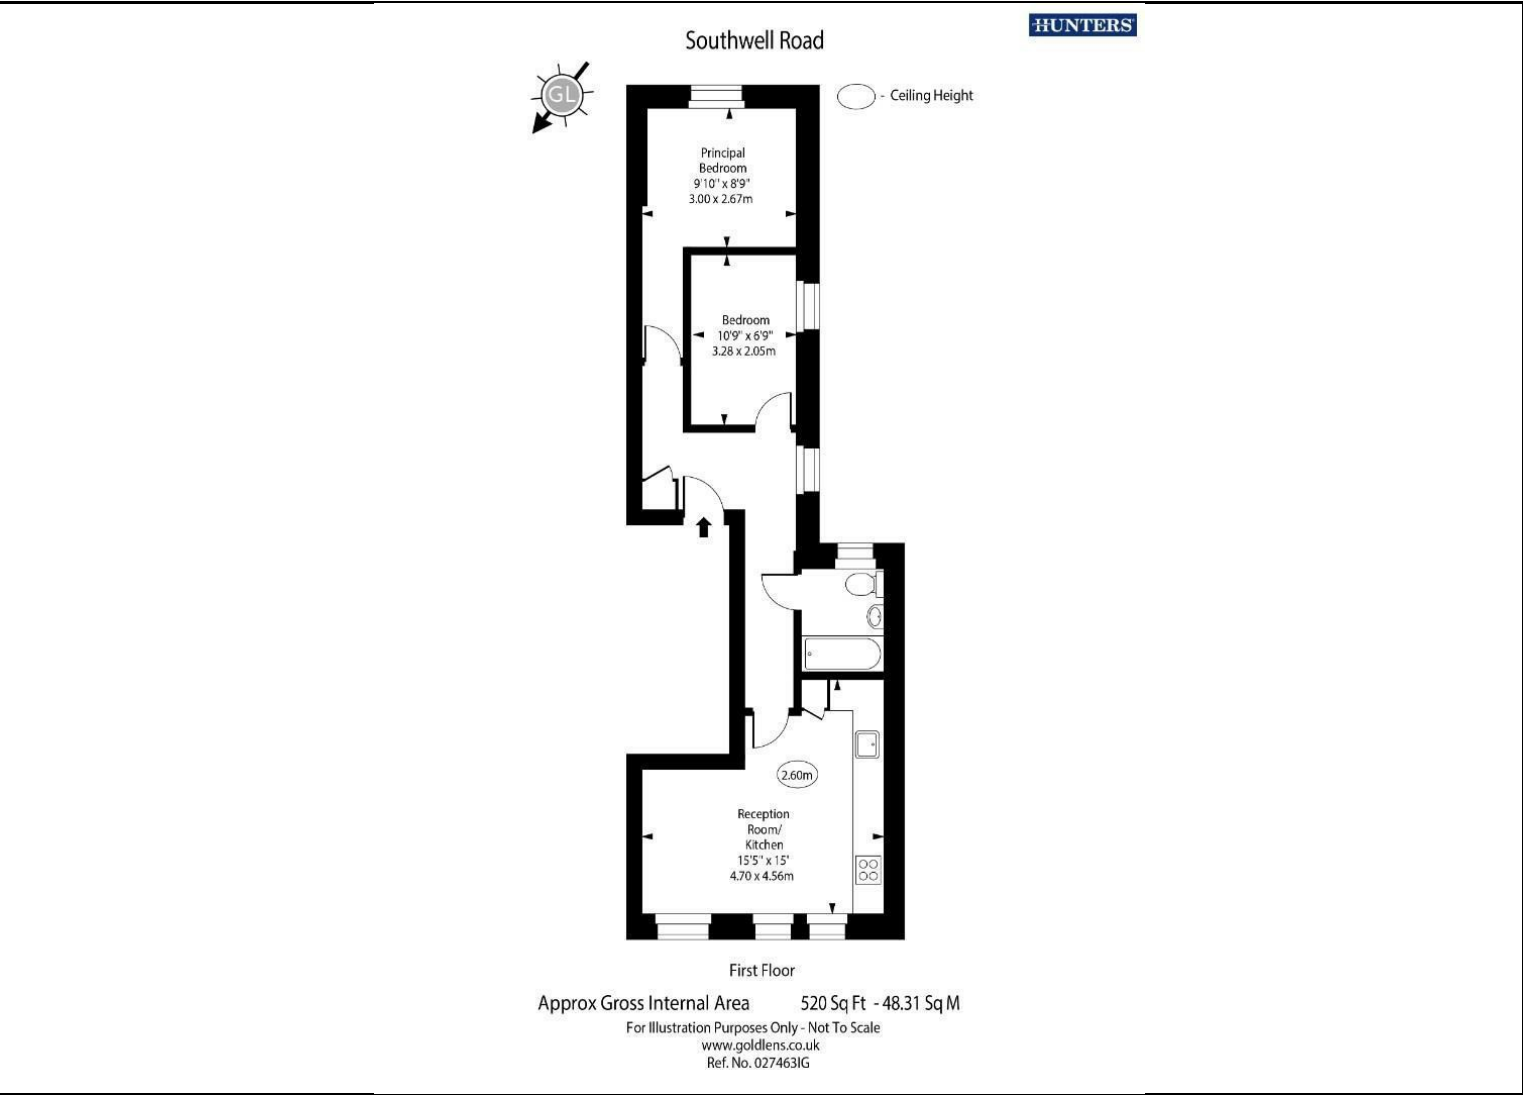 HUNTERS
Southwell Road
GL
- Ceiling Height
Principal
Bedroom
9'10" x 8'9"
3.00 x 2.67m
Bedroom
10'9" x 6'9"
3.28 x 2.05m
2.60m
Reception
Room/
Kitchen
15'5" x 15'
4.70 x 4.56m
First Floor
Approx Gross Internal Area 520 Sq Ft - 48.31 Sq M
For Illustration Purposes Only - Not To Scale
www.goldlens.co.uk
Ref. No. 027463IG